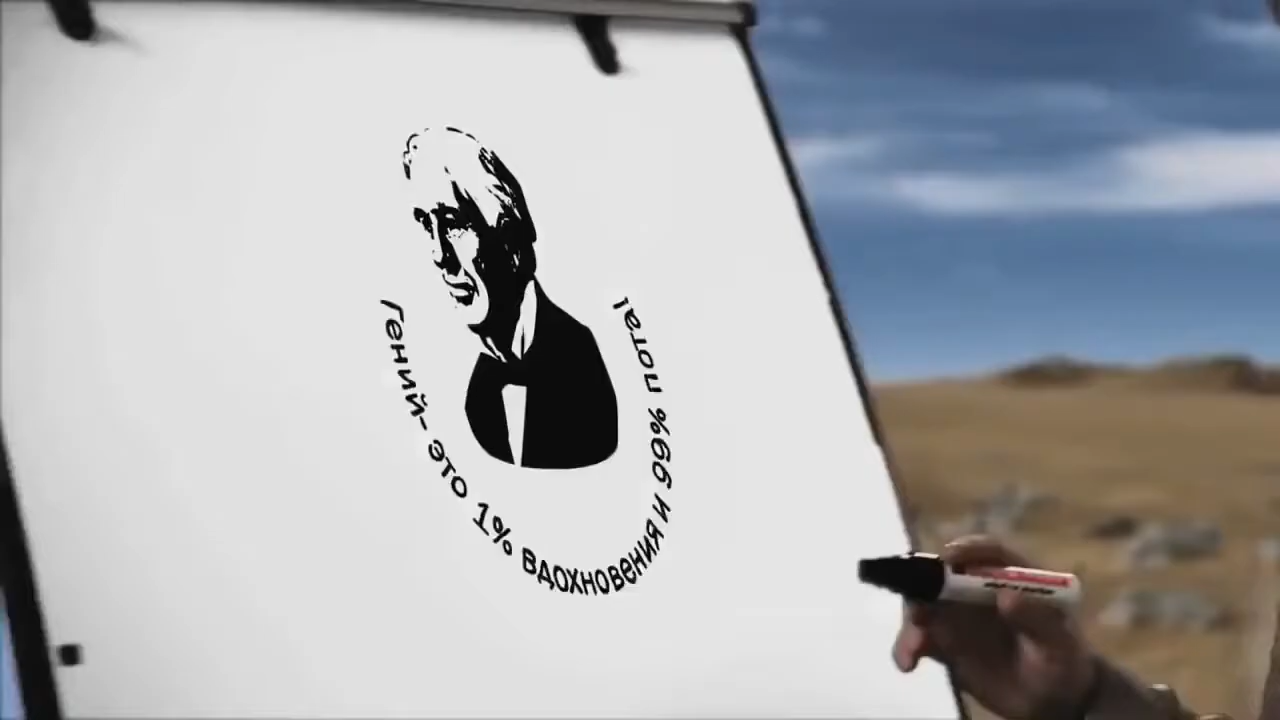 Гений- это 1% вдохновения и 99% пота!